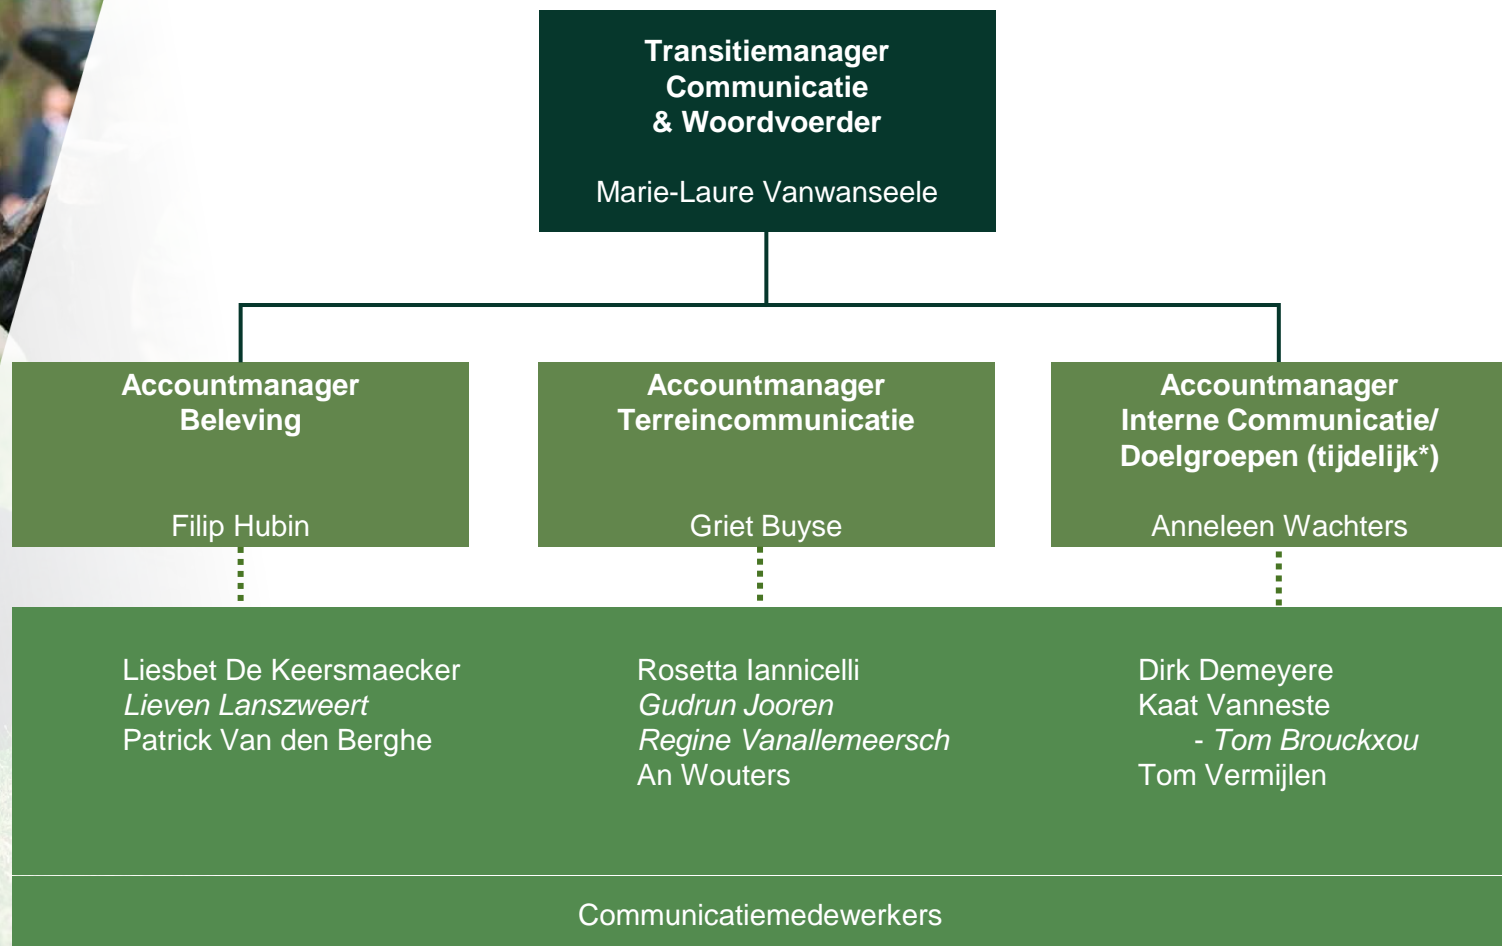 Transitiemanager
Communicatie
& Woordvoerder
Marie-Laure Vanwanseele
Accountmanager
Beleving
Filip Hubin
Accountmanager
Terreincommunicatie
Griet Buyse
Accountmanager
Interne Communicatie/
Doelgroepen (tijdelijk*)
Anneleen Wachters
Liesbet De Keersmaecker
Lieven Lanszweert
Patrick Van den Berghe
Rosetta Iannicelli
Gudrun Jooren
Regine Vanallemeersch
An Wouters
Dirk Demeyere
Kaat Vanneste
- Tom Brouckxou
Tom Vermijlen
Communicatiemedewerkers